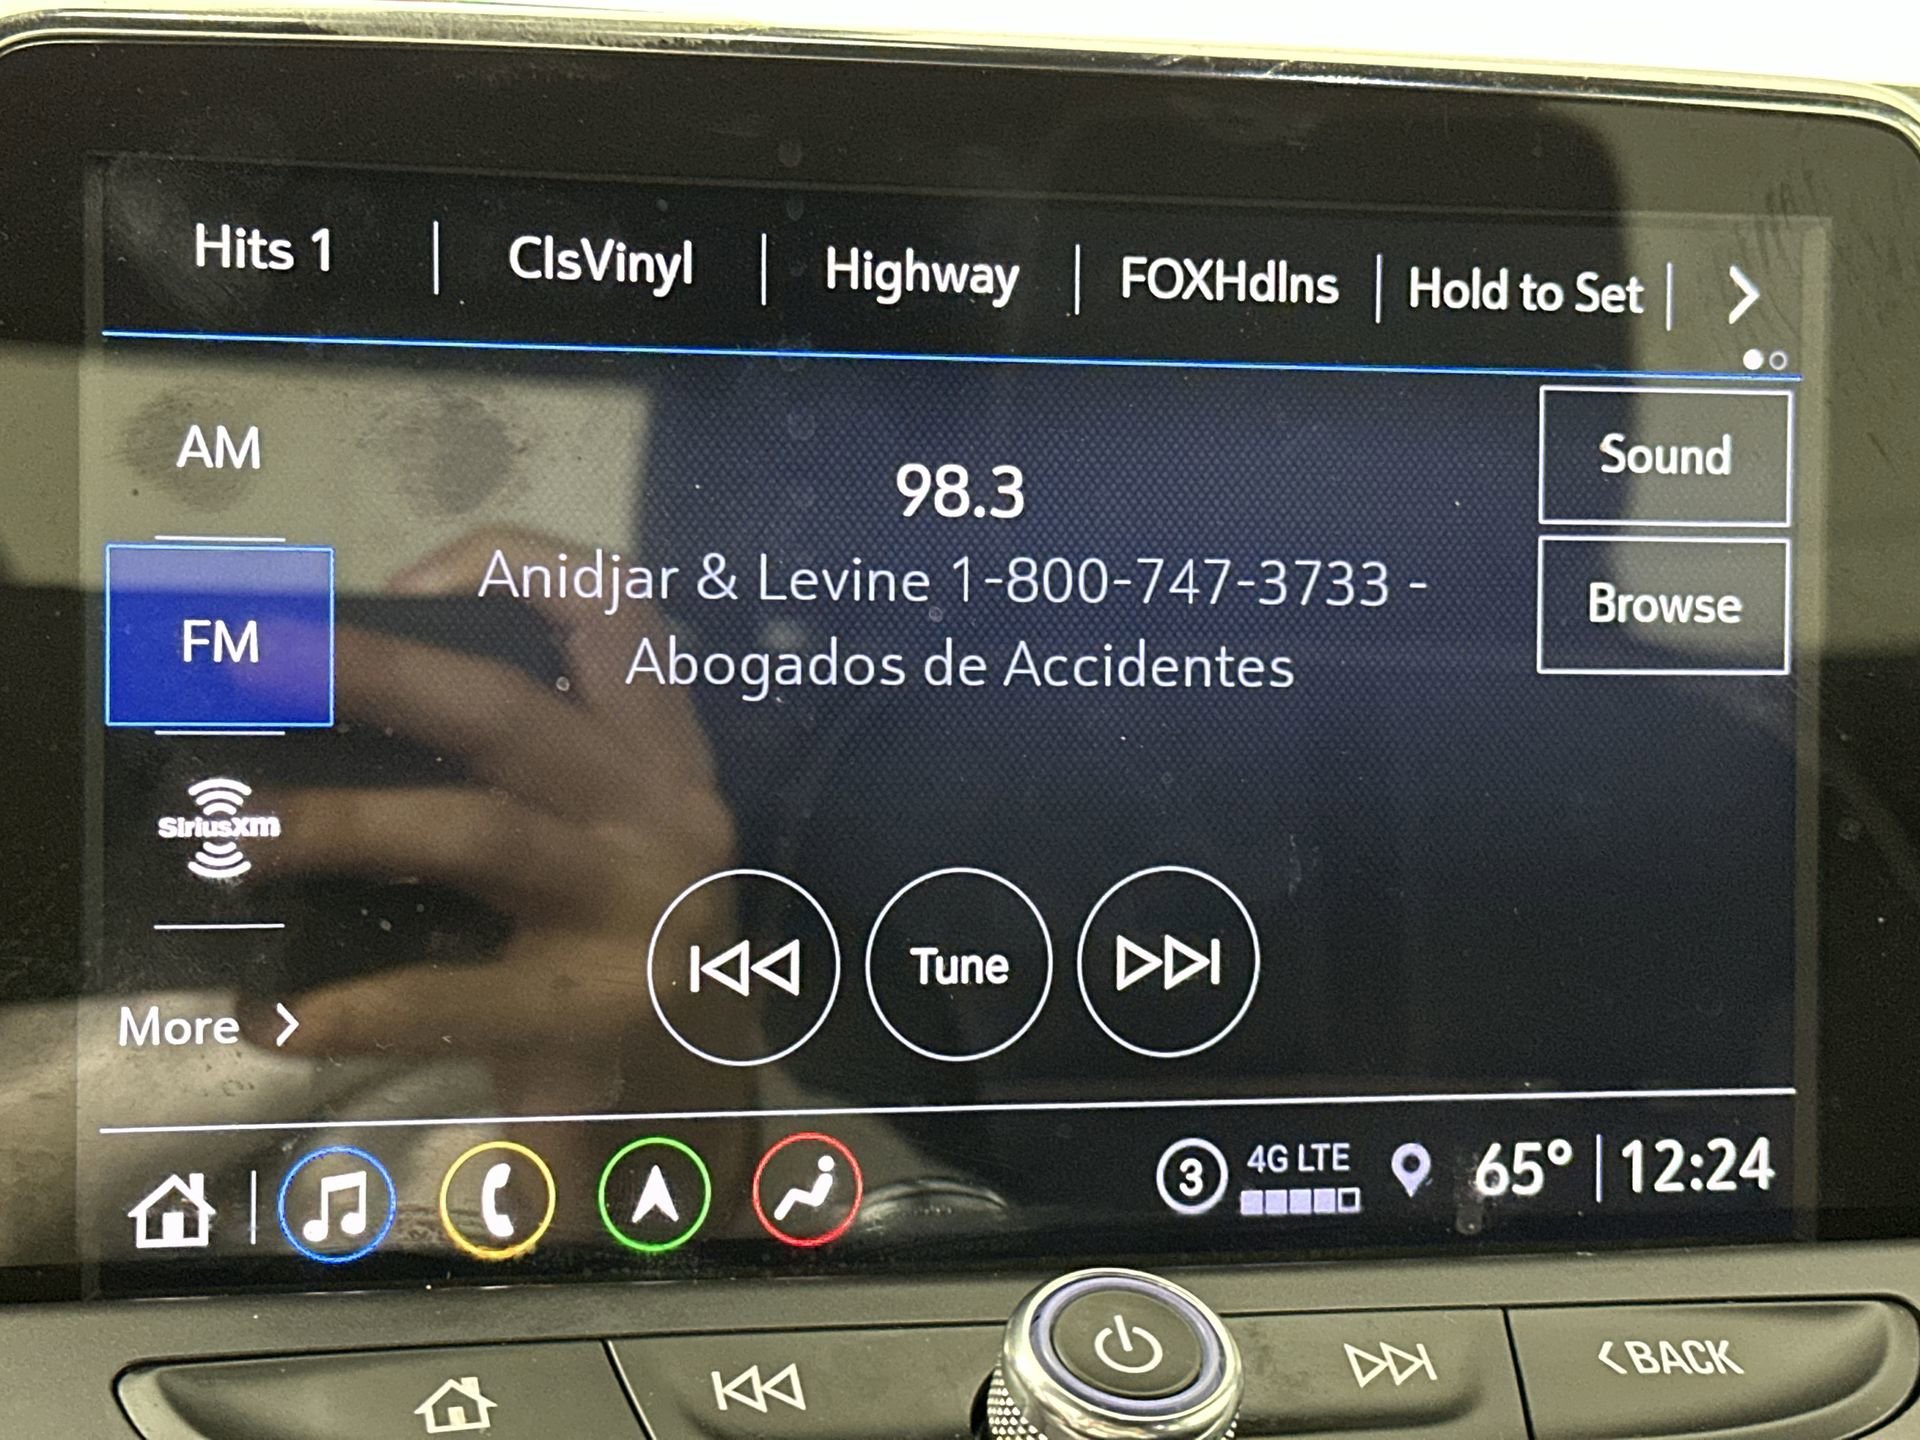 Hits 1
ClsVinyl
Highway
FOXHdlns
Hold to Set
AM
98.3
Sound
Anidjar & Levine 1-800-747-3733 -
Abogados de Accidentes
Browse
FM
SiriusXm
Tune
More
3
4G LTE
65°
12:24
BACK